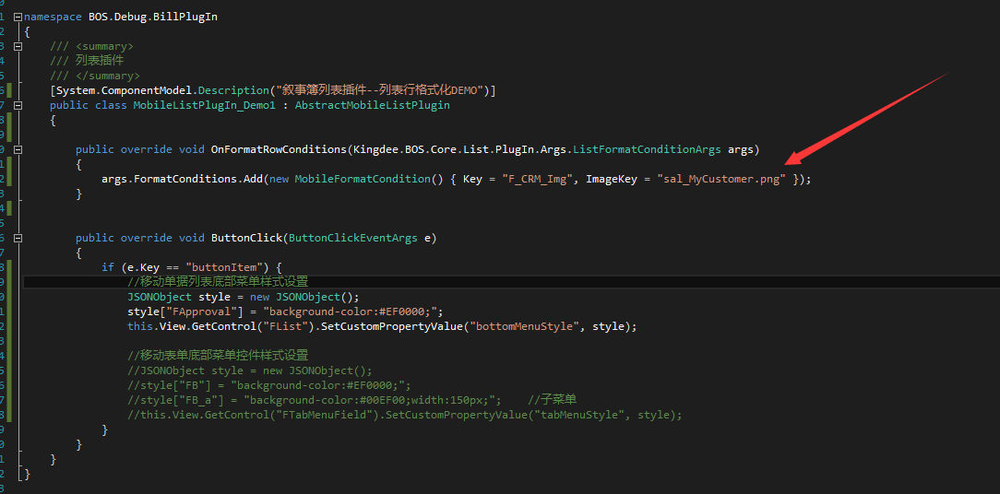 namespace BOS.Debug.BillPlugIn
{
/// <summary>
/// 列表插件
/// </summary>
[System.ComponentModel.Description("叙事簿列表插件--列表行格式化DEMO")]
public class MobileListPlugIn_Demo1 : AbstractMobileListPlugin
{
public override void OnFormatRowConditions(Kingdee.BOS.Core.List.PlugIn.Args.ListFormatConditionArgs args)
{
args.FormatConditions.Add(new MobileFormatCondition() { Key = "F_CRM_Img", ImageKey = "sal_MyCustomer.png" });
}
public override void ButtonClick(ButtonClickEventArgs e)
{
if (e.Key == "buttonItem") {
//移动单据列表底部菜单样式设置
JSONObject style = new JSONObject();
style["FApproval"] = "background-color:#EF0000;";
this.View.GetControl("FList").SetCustomPropertyValue("bottomMenuStyle", style);
//移动表单底部菜单控件样式设置
//JSONObject style = new JSONObject();
//style["FB"] = "background-color:#EF0000;";
//style["FB_a"] = "background-color:#00EF00;width:150px;"; //子菜单
//this.View.GetControl("FTabMenuField").SetCustomPropertyValue("tabMenuStyle", style);
}
}
}
}